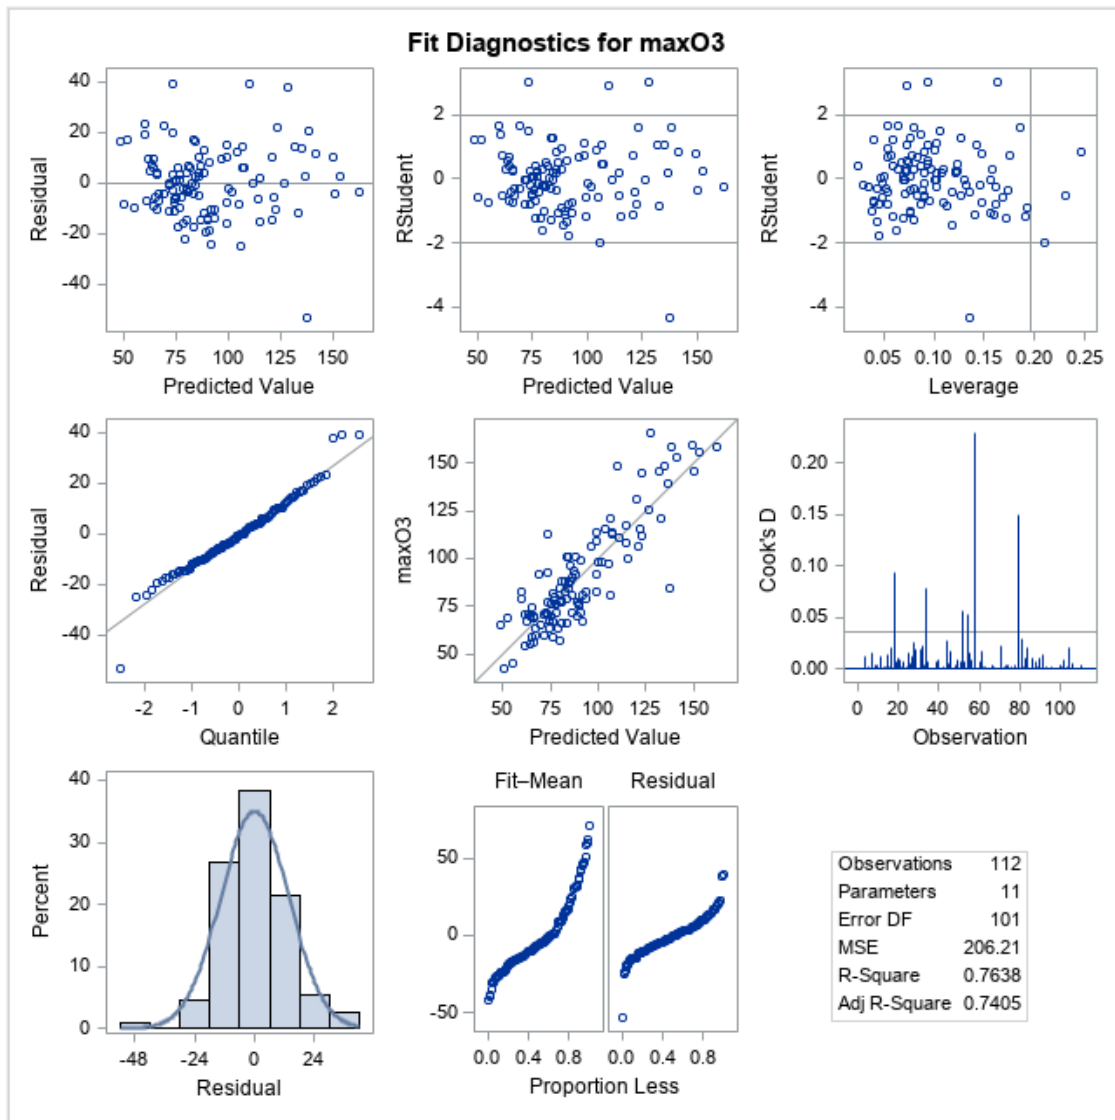 Fit Diagnostics for maxO3
40
20
0
-20
-40
Residual
50 75 100 125 150
Predicted Value
2
0
-2
-4
RStudent
50 75 100 125 150
Predicted Value
2
0
-2
-4
RStudent
0.05 0.10 0.15 0.20 0.25
Leverage
40
20
0
-20
-40
Residual
-2 -1 0 1 2
Quantile
150
125
100
75
50
maxO3
50 75 100 125 150
Predicted Value
0.20
0.15
0.10
0.05
0.00
Cook's D
0 20 40 60 80 100
Observation
40
30
20
10
0
Percent
-48 -24 0 24
Residual
Fit–Mean Residual
50
0
-50
0.0 0.4 0.8 0.0 0.4 0.8
Proportion Less
Observations 112
Parameters 11
Error DF 101
MSE 206.21
R-Square 0.7638
Adj R-Square 0.7405